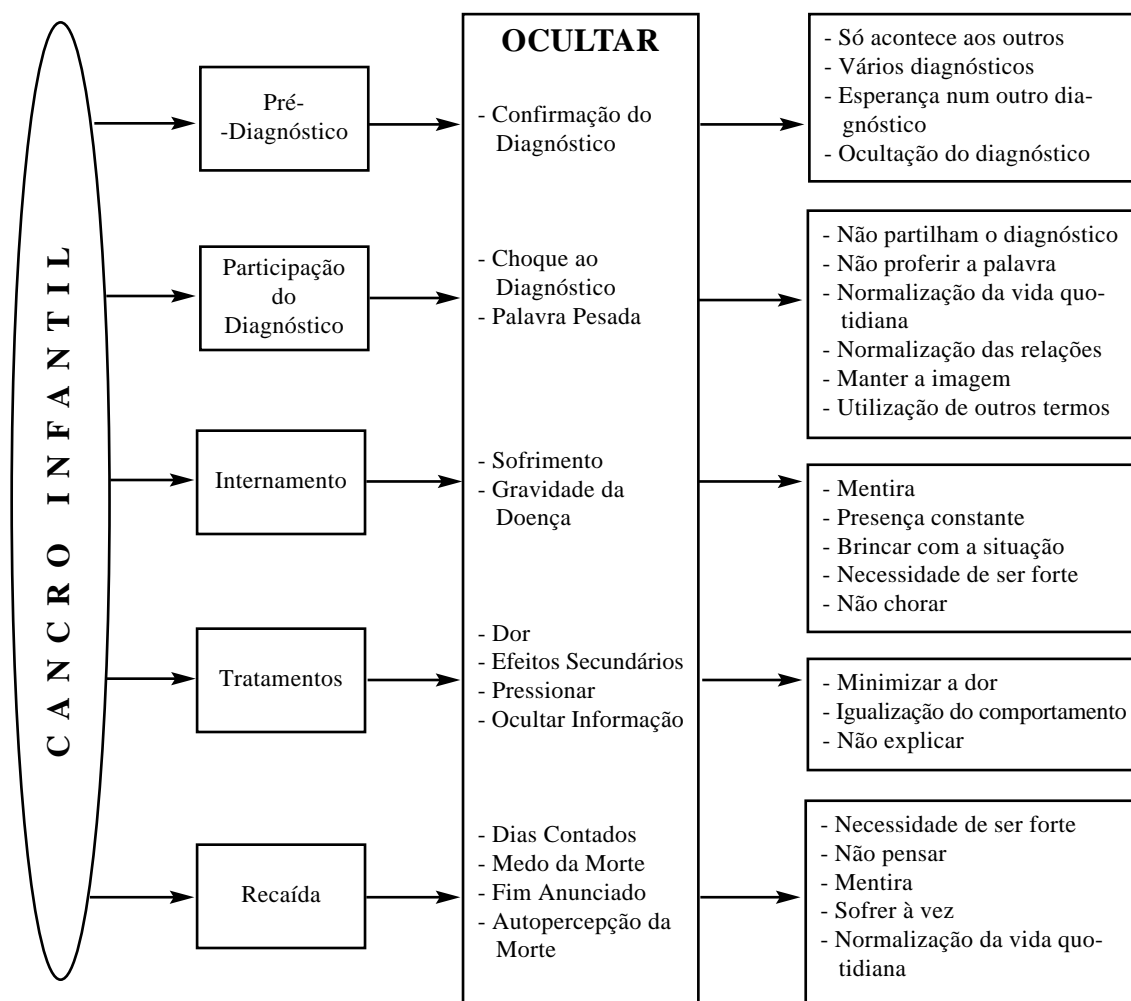 CANCRO INFANTIL
OCULTAR
Pré-
-Diagnóstico
- Confirmação do
Diagnóstico
- Só acontece aos outros
- Vários diagnósticos
- Esperança num outro dia-
gnóstico
- Ocultação do diagnóstico
Participação
do
Diagnóstico
- Choque ao
Diagnóstico
- Palavra Pesada
- Não partilham o diagnóstico
- Não proferir a palavra
- Normalização da vida quo-
tidiana
- Normalização das relações
- Manter a imagem
- Utilização de outros termos
Internamento
- Sofrimento
- Gravidade da
Doença
- Mentira
- Presença constante
- Brincar com a situação
- Necessidade de ser forte
- Não chorar
Tratamentos
- Dor
- Efeitos Secundários
- Pressionar
- Ocultar Informação
- Minimizar a dor
- Igualização do comportamento
- Não explicar
Recaída
- Dias Contados
- Medo da Morte
- Fim Anunciado
- Autopercepção da
Morte
- Necessidade de ser forte
- Não pensar
- Mentira
- Sofrer à vez
- Normalização da vida quo-
tidiana